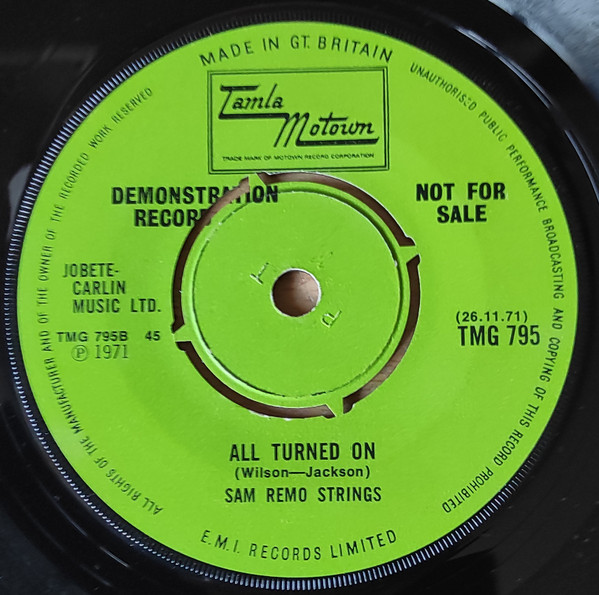 MADE IN GT. BRITAIN
UNAUTHORISED PUBLIC PERFORMANCE BROADCASTING AND COPYING OF THIS RECORD PROHIBITED
ALL RIGHTS OF THE MANUFACTURER AND OF THE OWNER OF THE RECORDED WORK RESERVED
Tamla
Motown
TRADE MARK OF MOTOWN RECORD CORPORATION
DEMONSTRATION
RECORD
NOT FOR
SALE
JOBETE-
CARLIN
MUSIC LTD.
TMG 795B 45
℗ 1971
(26.11.71)
TMG 795
ALL TURNED ON
(Wilson—Jackson)
SAM REMO STRINGS
E.M.I. RECORDS LIMITED